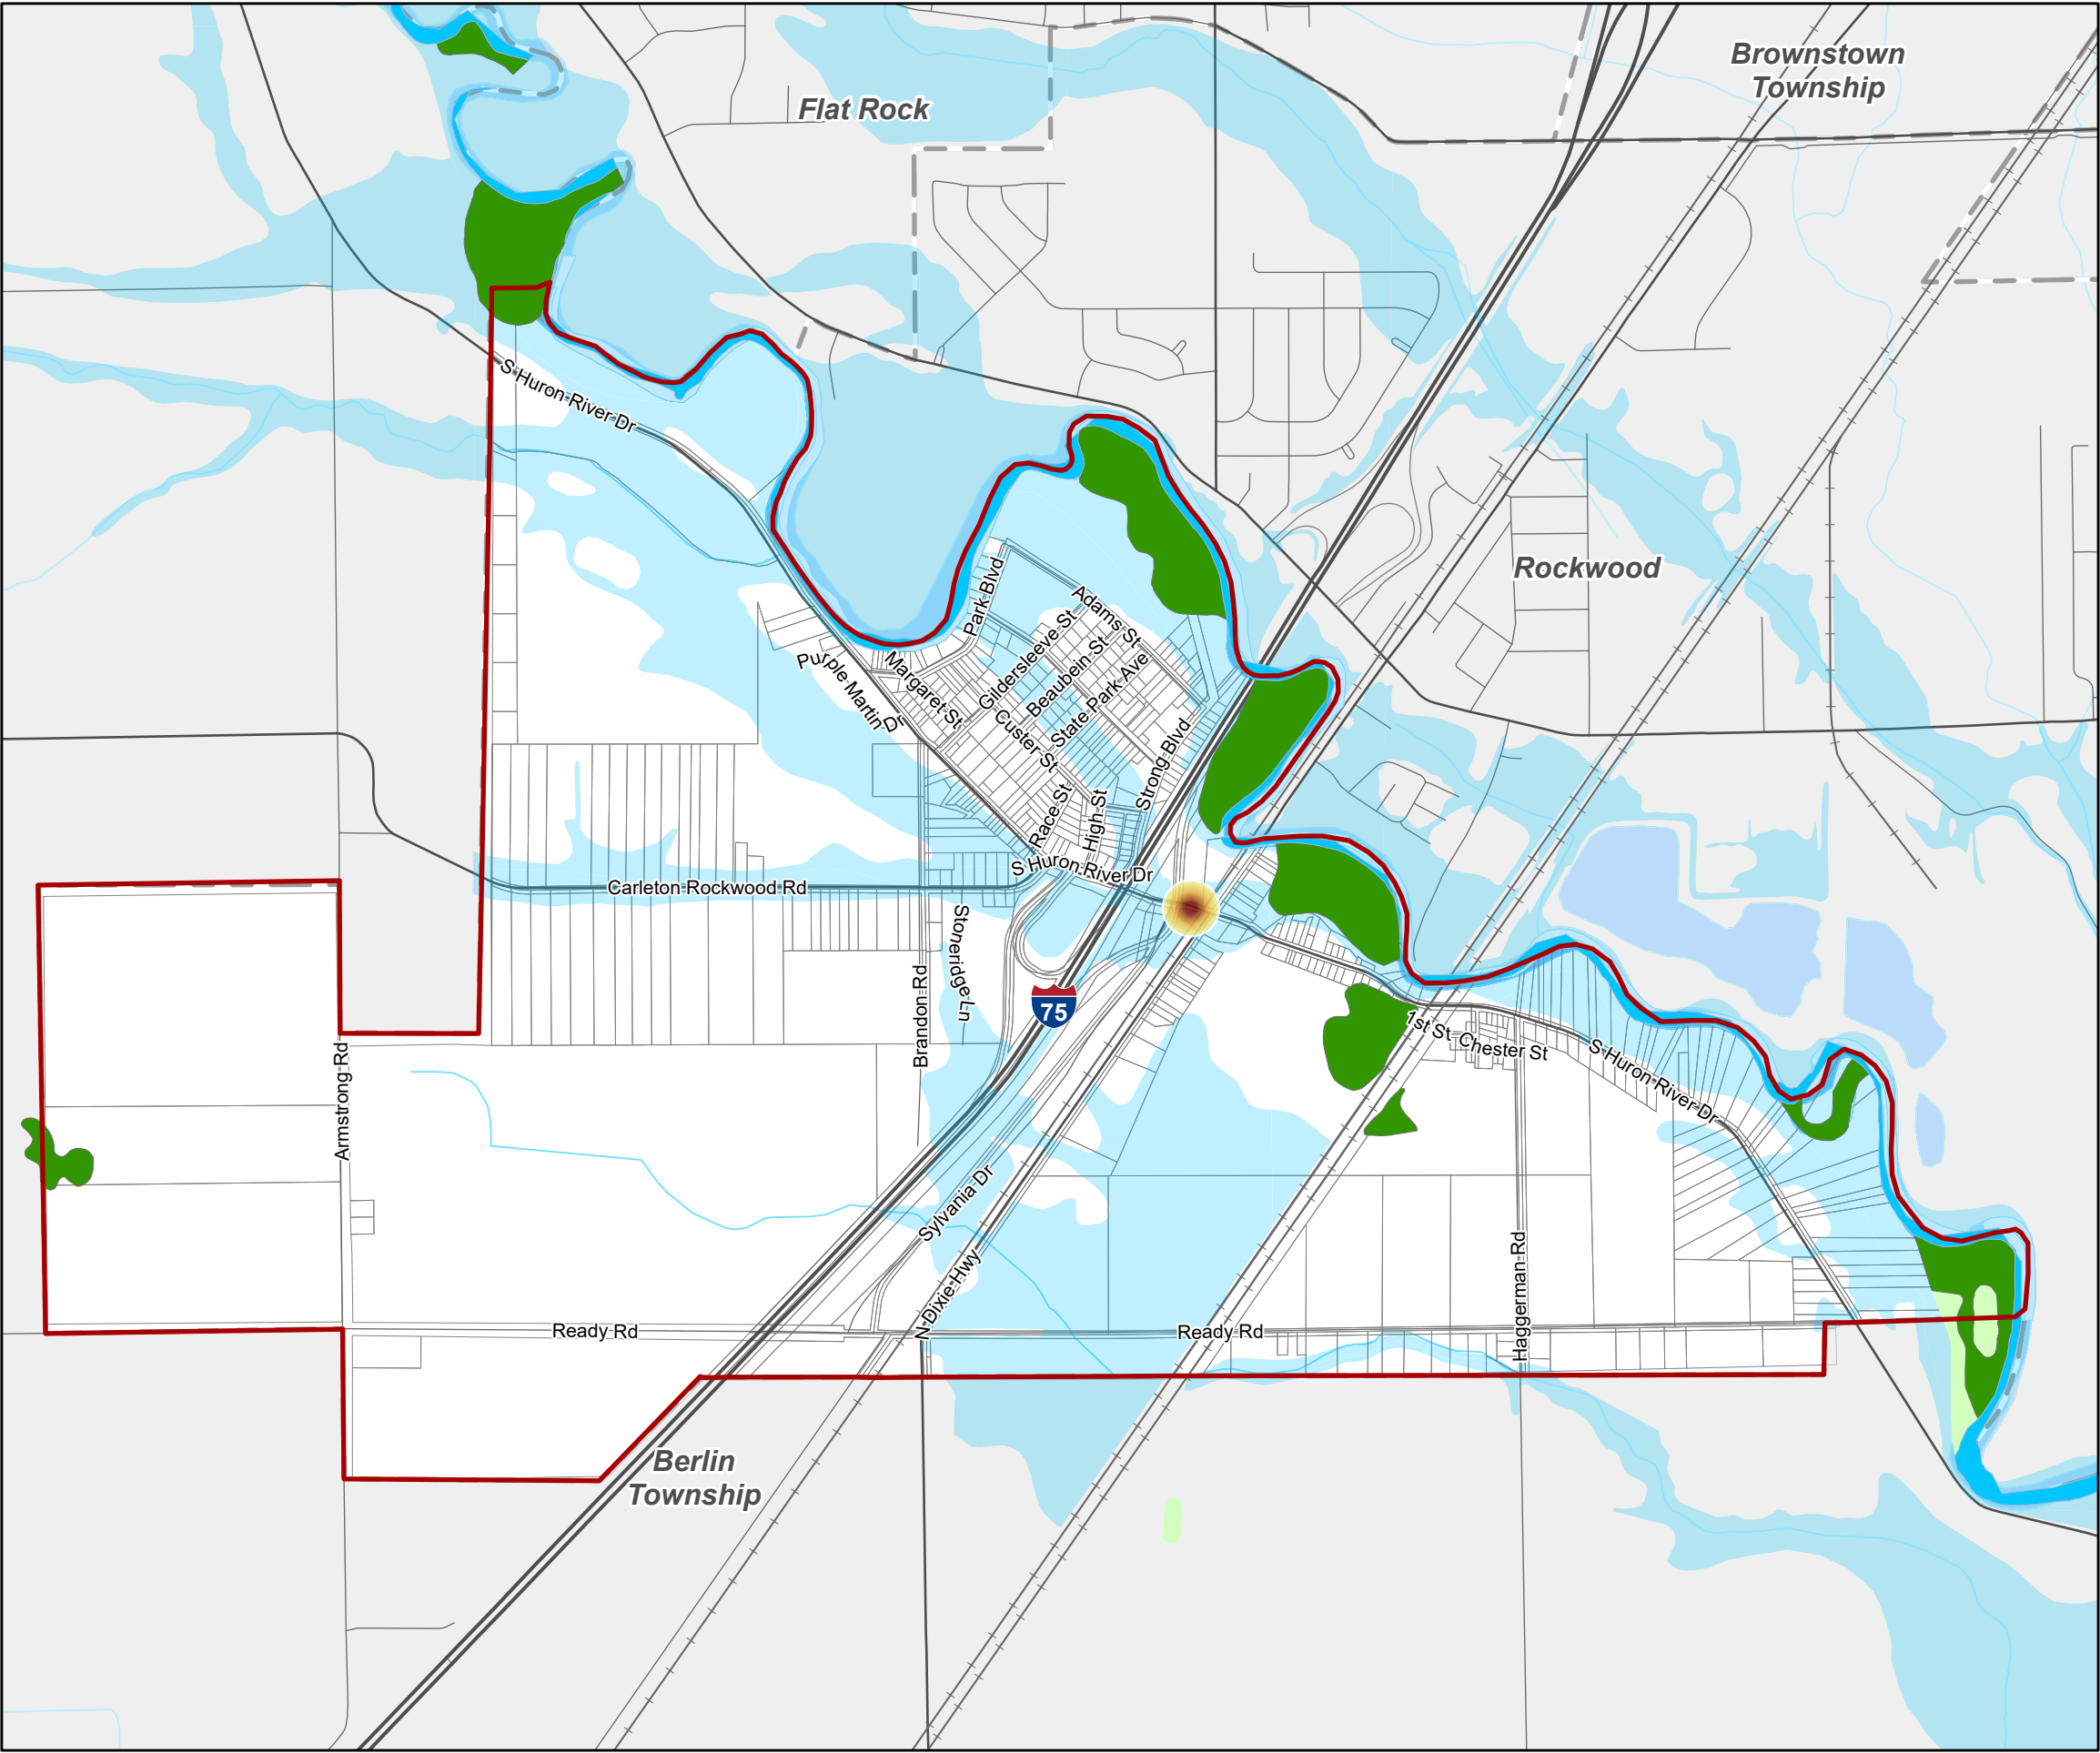 Brownstown
Township
Flat Rock
S Huron River Dr
Rockwood
Park Blvd
Adams St
Gildersleeve St
Beaubein St
State Park Ave
Purple Martin Dr
Margaret St
Custer St
Strong Blvd
Race St
High St
S Huron River Dr
Carleton Rockwood Rd
Stoneridge Ln
Brandon Rd
75
1st St
Chester St
S Huron River Dr
Armstrong Rd
Sylvania Dr
N Dixie Hwy
Haggerman Rd
Ready Rd
Ready Rd
Berlin
Township